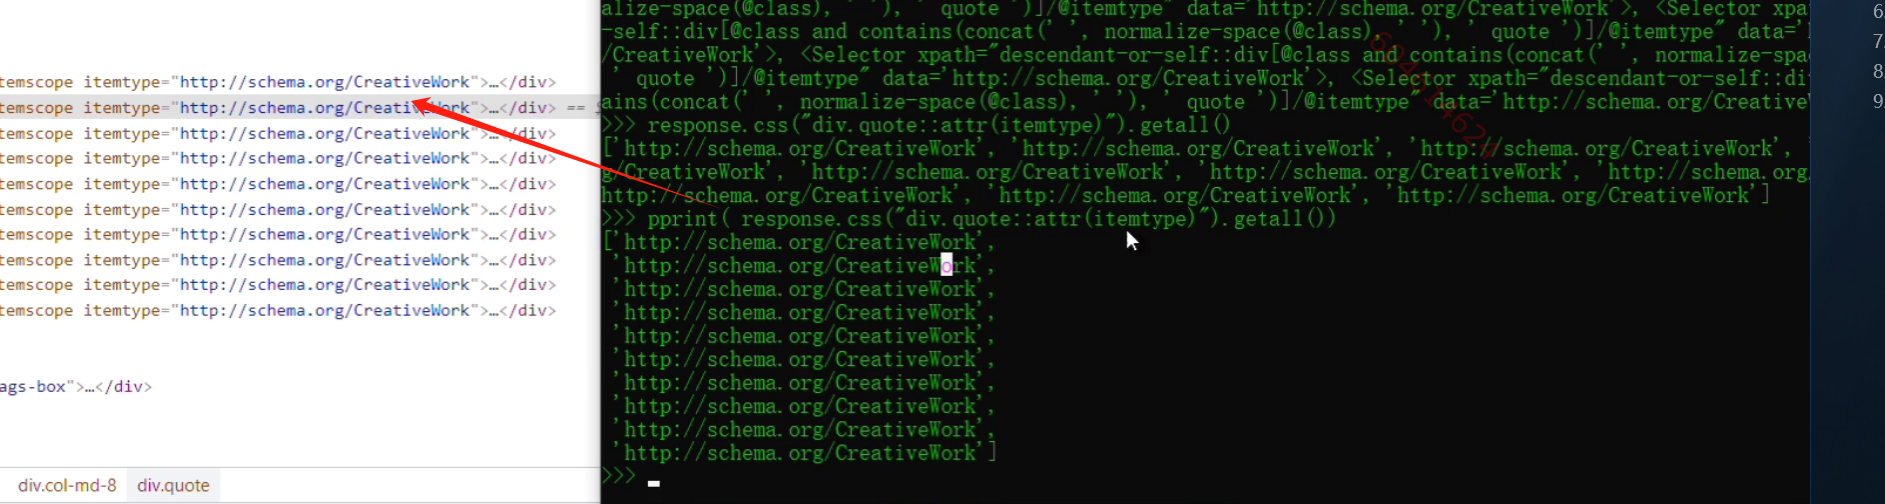 temscope itemtype="http://schema.org/CreativeWork">…</div>
temscope itemtype="http://schema.org/CreativeWork">…</div> == $
temscope itemtype="http://schema.org/CreativeWork">…</div>
temscope itemtype="http://schema.org/CreativeWork">…</div>
temscope itemtype="http://schema.org/CreativeWork">…</div>
temscope itemtype="http://schema.org/CreativeWork">…</div>
temscope itemtype="http://schema.org/CreativeWork">…</div>
temscope itemtype="http://schema.org/CreativeWork">…</div>
temscope itemtype="http://schema.org/CreativeWork">…</div>
temscope itemtype="http://schema.org/CreativeWork">…</div>
ags-box">…</div>
div.col-md-8 div.quote
alize-space(@class), ' '), ' quote ')]/@itemtype" data='http://schema.org/CreativeWork'>, <Selector xpa
-self::div[@class and contains(concat(' ', normalize-space(@class), ' '), ' quote ')]/@itemtype" data='
/CreativeWork'>, <Selector xpath="descendant-or-self::div[@class and contains(concat(' ', normalize-spa
' quote ')]/@itemtype" data='http://schema.org/CreativeWork'>, <Selector xpath="descendant-or-self::di
ains(concat(' ', normalize-space(@class), ' '), ' quote ')]/@itemtype" data='http://schema.org/Creative
>>> response.css("div.quote::attr(itemtype)").getall()
['http://schema.org/CreativeWork', 'http://schema.org/CreativeWork', 'http://schema.org/CreativeWork', '
g/CreativeWork', 'http://schema.org/CreativeWork', 'http://schema.org/CreativeWork', 'http://schema.org
http://schema.org/CreativeWork', 'http://schema.org/CreativeWork', 'http://schema.org/CreativeWork']
>>> pprint( response.css("div.quote::attr(itemtype)").getall())
['http://schema.org/CreativeWork',
'http://schema.org/CreativeWork',
'http://schema.org/CreativeWork',
'http://schema.org/CreativeWork',
'http://schema.org/CreativeWork',
'http://schema.org/CreativeWork',
'http://schema.org/CreativeWork',
'http://schema.org/CreativeWork',
'http://schema.org/CreativeWork',
'http://schema.org/CreativeWork']
>>>
6
7
8
9